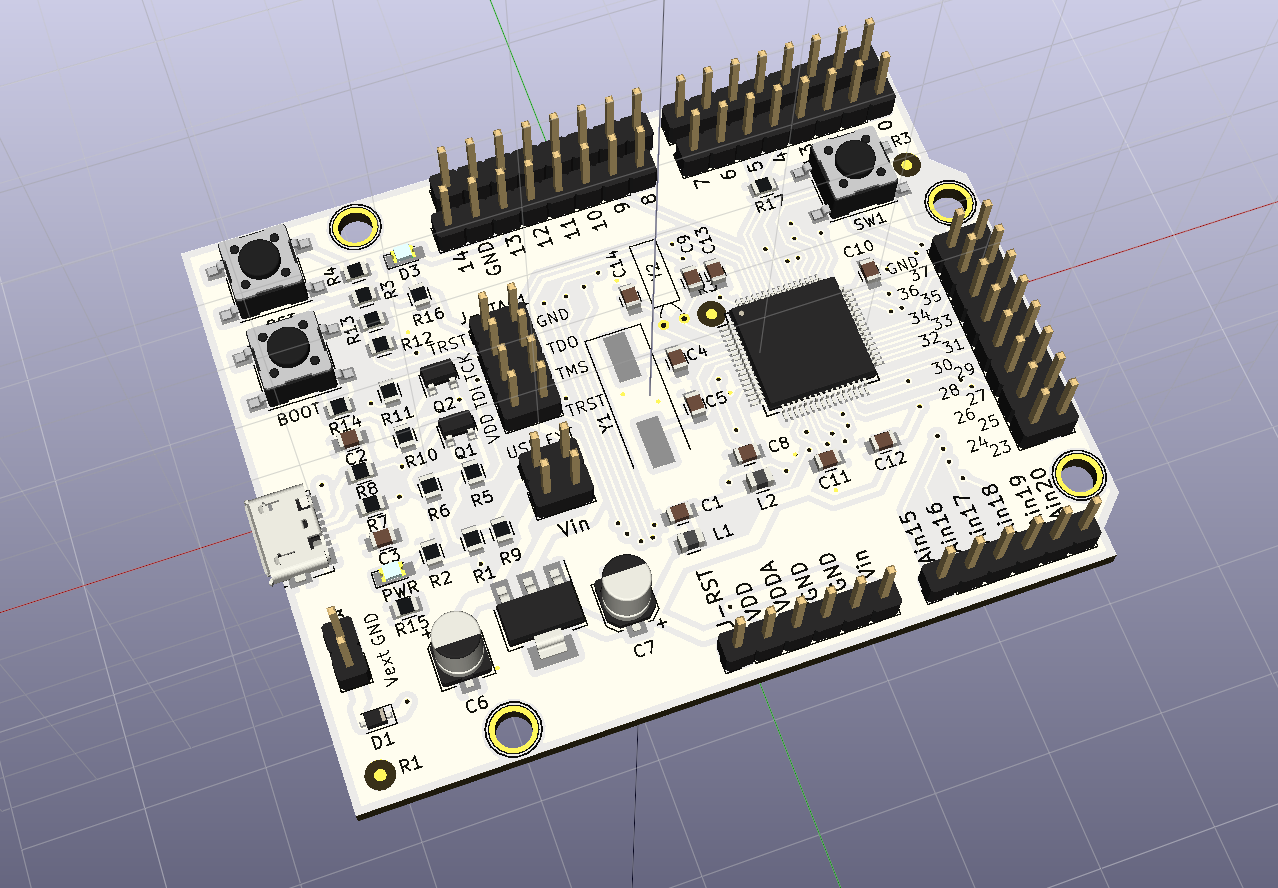 0
R3
3
4
5
6
7
R17
SW1
8
9
10
11
12
13
GND
14
R4
D3
R3
R16
R13
R12
BOOT
R14
R11
C2
R10
R8
R7
C3
PWR
R15
R6
R5
R2
R1
R9
Q2
Q1
TRST
TCK
TDI
VDD
GND
TDO
TMS
TRST
Y1
Vin
C14
C9
C13
C10
C4
C5
C8
L2
C11
C12
C1
L1
GND
37
36
35
34
33
32
31
30
29
28
27
26
25
24
23
Ain15
Ain16
Ain17
Ain18
Ain19
Ain20
J-RST
VDD
VDDA
GND
GND
Vin
+
C7
+
C6
GND
Vext
D1
R1